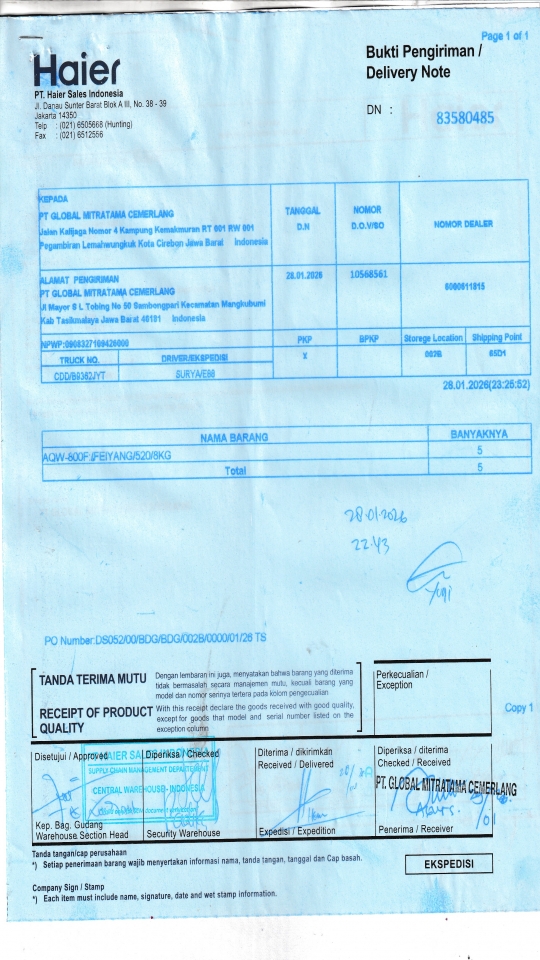 Page 1 of 1
Haier
Bukti Pengiriman /
Delivery Note
PT. Haier Sales Indonesia
Jl. Danau Sunter Barat Blok A III, No. 38 - 39
Jakarta 14350
Telp : (021) 6505668 (Hunting)
Fax : (021) 6512556
DN : 83580485
KEPADA
PT GLOBAL MITRATAMA CEMERLANG
Jalan Kalijaga Nomor 4 Kampung Kemakmuran RT 001 RW 001
Pegambiran Lemahwungkuk Kota Cirebon Jawa Barat Indonesia
TANGGAL
D.N
NOMOR
D.O.V/SO
NOMOR DEALER
ALAMAT PENGIRIMAN
PT GLOBAL MITRATAMA CEMERLANG
Jl Mayor S L Tobing No 50 Sambongpari Kecamatan Mangkubumi
Kab Tasikmalaya Jawa Barat 46181 Indonesia
28.01.2026
10568561
NPWP:
PKP
BPKP
Storege Location
Shipping Point
TRUCK NO.
DRIVER/EKSPEDISI
X
002B
85D1
CDD/B9362JYT
SURYA/E68
28.01.2026(23:25:52)
NAMA BARANG BANYAKNYA
AQW-800F:/FEIYANG/520/8KG 5
Total 5
28.01.2026
22.43
Yogi
PO Number:DS052/00/BDG/BDG/002B/0000/01/26 TS
TANDA TERIMA MUTU
Dengan lembaran ini juga, menyatakan bahwa barang yang diterima
tidak bermasalah secara manajemen mutu, kecuali barang yang
model dan nomor serinya tertera pada kolom pengecualian
RECEIPT OF PRODUCT
QUALITY
With this receipt declare the goods received with good quality,
except for goods that model and serial number listed on the
exception column
Perkecualian /
Exception
Copy 1
Disetujui / Approved
Diperiksa / Checked
Diterima / dikirimkan
Received / Delivered
Diperiksa / diterima
Checked / Received
HAIER SALES INDONESIA
SUPPLY CHAIN MANAGEMENT DEPARTEMENT
CENTRAL WAREHOUSE - INDONESIA
PT. GLOBAL MITRATAMA CEMERLANG
Kep. Bag. Gudang
Warehouse Section Head
Security Warehouse
Expedisi / Expedition
Penerima / Receiver
Tanda tangan/cap perusahaan
*) Setiap penerimaan barang wajib menyertakan informasi nama, tanda tangan, tanggal dan Cap basah.
EKSPEDISI
Company Sign / Stamp
*) Each item must include name, signature, date and wet stamp information.